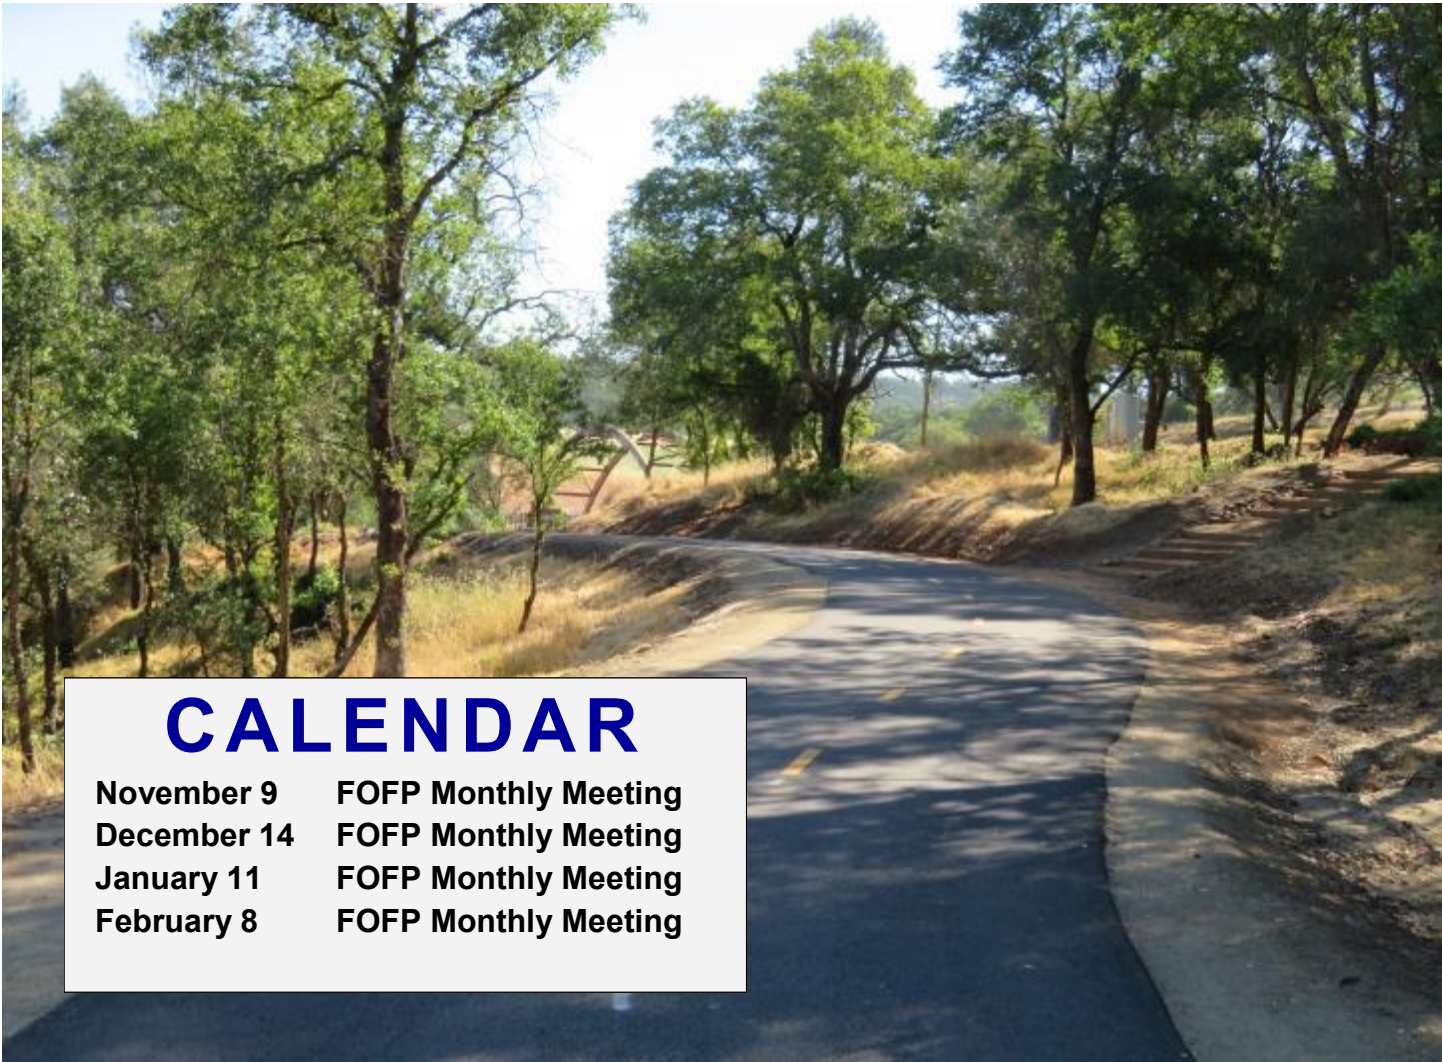 CALENDAR
November 9 FOFP Monthly Meeting
December 14 FOFP Monthly Meeting
January 11 FOFP Monthly Meeting
February 8 FOFP Monthly Meeting